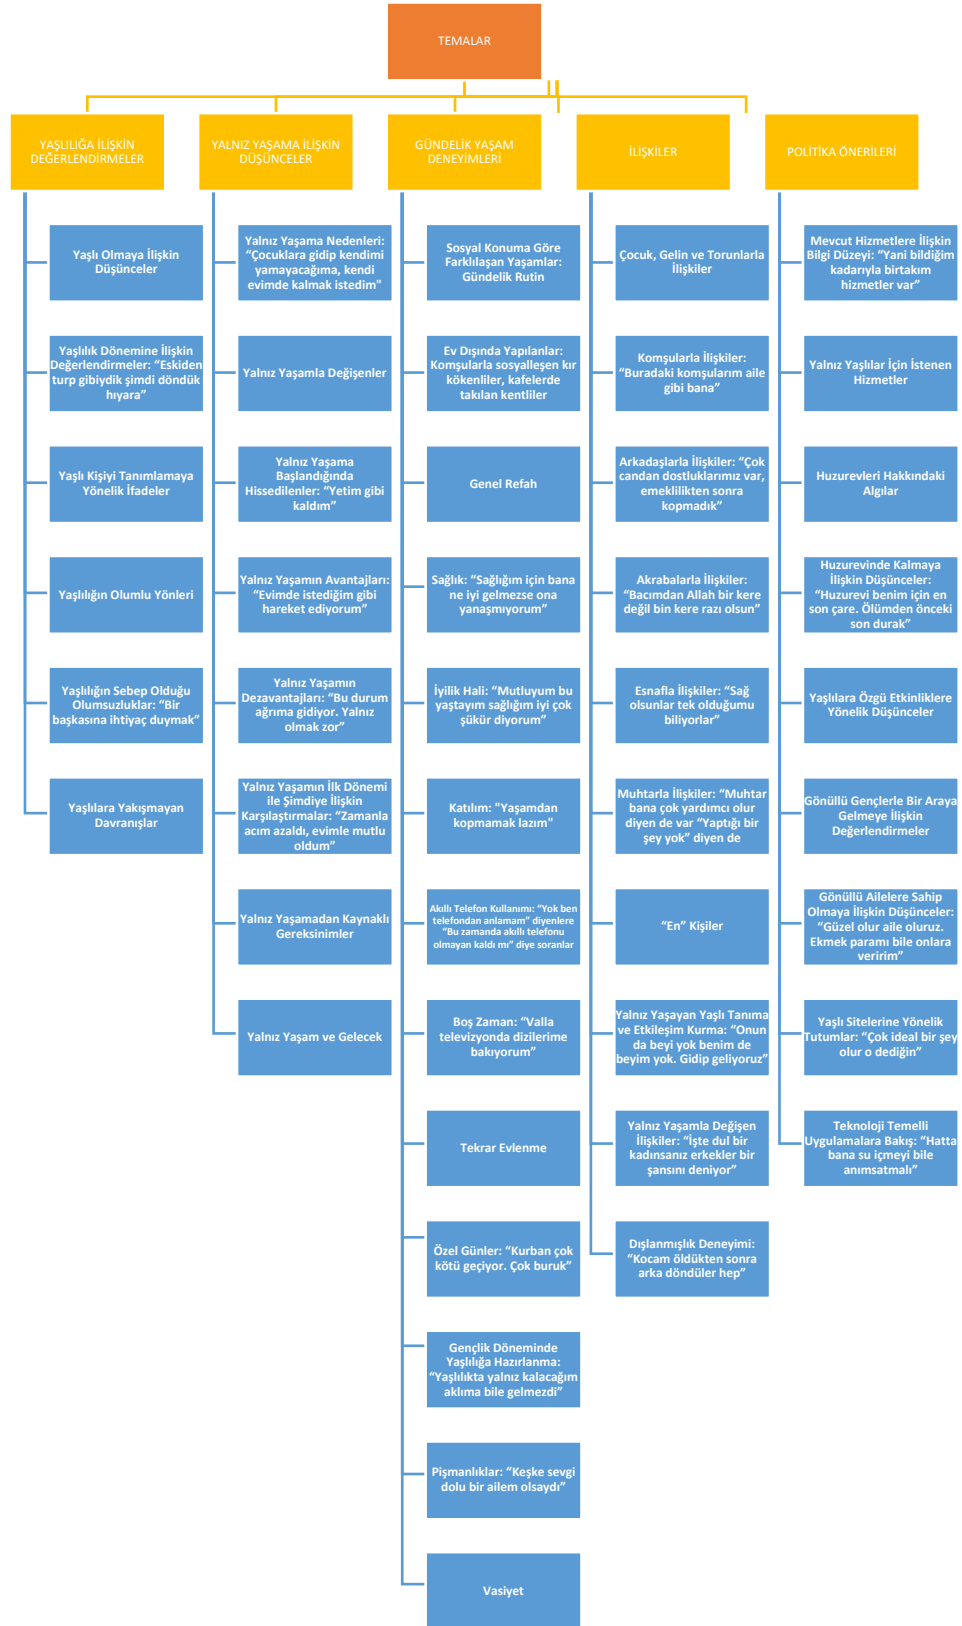 TEMALAR
YAŞLILIĞA İLİŞKİN
DEĞERLENDİRMELER
Yaşlı Olmaya İlişkin
Düşünceler
Yaşlılık Dönemine İlişkin
Değerlendirmeler: “Eskiden
turp gibiydik şimdi döndük
hıyara”
Yaşlı Kişiyi Tanımlamaya
Yönelik İfadeler
Yaşlılığın Olumlu Yönleri
Yaşlılığın Sebep Olduğu
Olumsuzluklar: “Bir
başkasına ihtiyaç duymak”
Yaşlılara Yakışmayan
Davranışlar
YALNIZ YAŞAMA İLİŞKİN
DÜŞÜNCELER
Yalnız Yaşama Nedenleri:
“Çocuklara gidip kendimi
yamayacağıma, kendi
evimde kalmak istedim"
Yalnız Yaşamla Değişenler
Yalnız Yaşama
Başlandığında
Hissedilenler: “Yetim gibi
kaldım”
Yalnız Yaşamın Avantajları:
“Evimde istediğim gibi
hareket ediyorum”
Yalnız Yaşamın
Dezavantajları: “Bu durum
ağrıma gidiyor. Yalnız
olmak zor”
Yalnız Yaşamın İlk Dönemi
ile Şimdiye İlişkin
Karşılaştırmalar: “Zamanla
acım azaldı, evimle mutlu
oldum”
Yalnız Yaşamadan Kaynaklı
Gereksinimler
Yalnız Yaşam ve Gelecek
GÜNDELİK YAŞAM
DENEYİMLERİ
Sosyal Konuma Göre
Farklılaşan Yaşamlar:
Gündelik Rutin
Ev Dışında Yapılanlar:
Komşularla sosyalleşen kır
kökenliler, kafelerde
takılan kentliler
Genel Refah
Sağlık: “Sağlığım için bana
ne iyi gelmezse ona
yanaşmıyorum”
İyilik Hali: “Mutluyum bu
yaştayım sağlığım iyi çok
şükür diyorum”
Katılım: "Yaşamdan
kopmamak lazım"
Akıllı Telefon Kullanımı: “Yok ben
telefondan anlamam” diyenlere
“Bu zamanda akıllı telefonu
olmayan kaldı mı” diye soranlar
Boş Zaman: “Valla
televizyonda dizilerime
bakıyorum”
Tekrar Evlenme
Özel Günler: “Kurban çok
kötü geçiyor. Çok buruk”
Gençlik Döneminde
Yaşlılığa Hazırlanma:
“Yaşlılıkta yalnız kalacağım
aklıma bile gelmezdi”
Pişmanlıklar: “Keşke sevgi
dolu bir ailem olsaydı”
Vasiyet
İLİŞKİLER
Çocuk, Gelin ve Torunlarla
İlişkiler
Komşularla İlişkiler:
“Buradaki komşularım aile
gibi bana”
Arkadaşlarla İlişkiler: “Çok
candan dostluklarımız var,
emeklilikten sonra
kopmadık”
Akrabalarla İlişkiler:
“Bacımdan Allah bir kere
değil bin kere razı olsun”
Esnafla İlişkiler: “Sağ
olsunlar tek olduğumu
biliyorlar”
Muhtarla İlişkiler: “Muhtar
bana çok yardımcı olur
diyen de var “Yaptığı bir
şey yok” diyen de
“En” Kişiler
Yalnız Yaşayan Yaşlı Tanıma
ve Etkileşim Kurma: “Onun
da beyi yok benim de
beyim yok. Gidip geliyoruz”
Yalnız Yaşamla Değişen
İlişkiler: “İşte dul bir
kadınsanız erkekler bir
şansını deniyor”
Dışlanmışlık Deneyimi:
“Kocam öldükten sonra
arka döndüler hep”
POLİTİKA ÖNERİLERİ
Mevcut Hizmetlere İlişkin
Bilgi Düzeyi: “Yani bildiğim
kadarıyla birtakım
hizmetler var”
Yalnız Yaşlılar İçin İstenen
Hizmetler
Huzurevleri Hakkındaki
Algılar
Huzurevinde Kalmaya
İlişkin Düşünceler:
“Huzurevi benim için en
son çare. Ölümden önceki
son durak”
Yaşlılara Özgü Etkinliklere
Yönelik Düşünceler
Gönüllü Gençlerle Bir Araya
Gelmeye İlişkin
Değerlendirmeler
Gönüllü Ailelere Sahip
Olmaya İlişkin Düşünceler:
“Güzel olur aile oluruz.
Ekmek paramı bile onlara
veririm”
Yaşlı Sitelerine Yönelik
Tutumlar: “Çok ideal bir şey
olur o dediğin”
Teknoloji Temelli
Uygulamalara Bakış: “Hatta
bana su içmeyi bile
anımsatmalı”